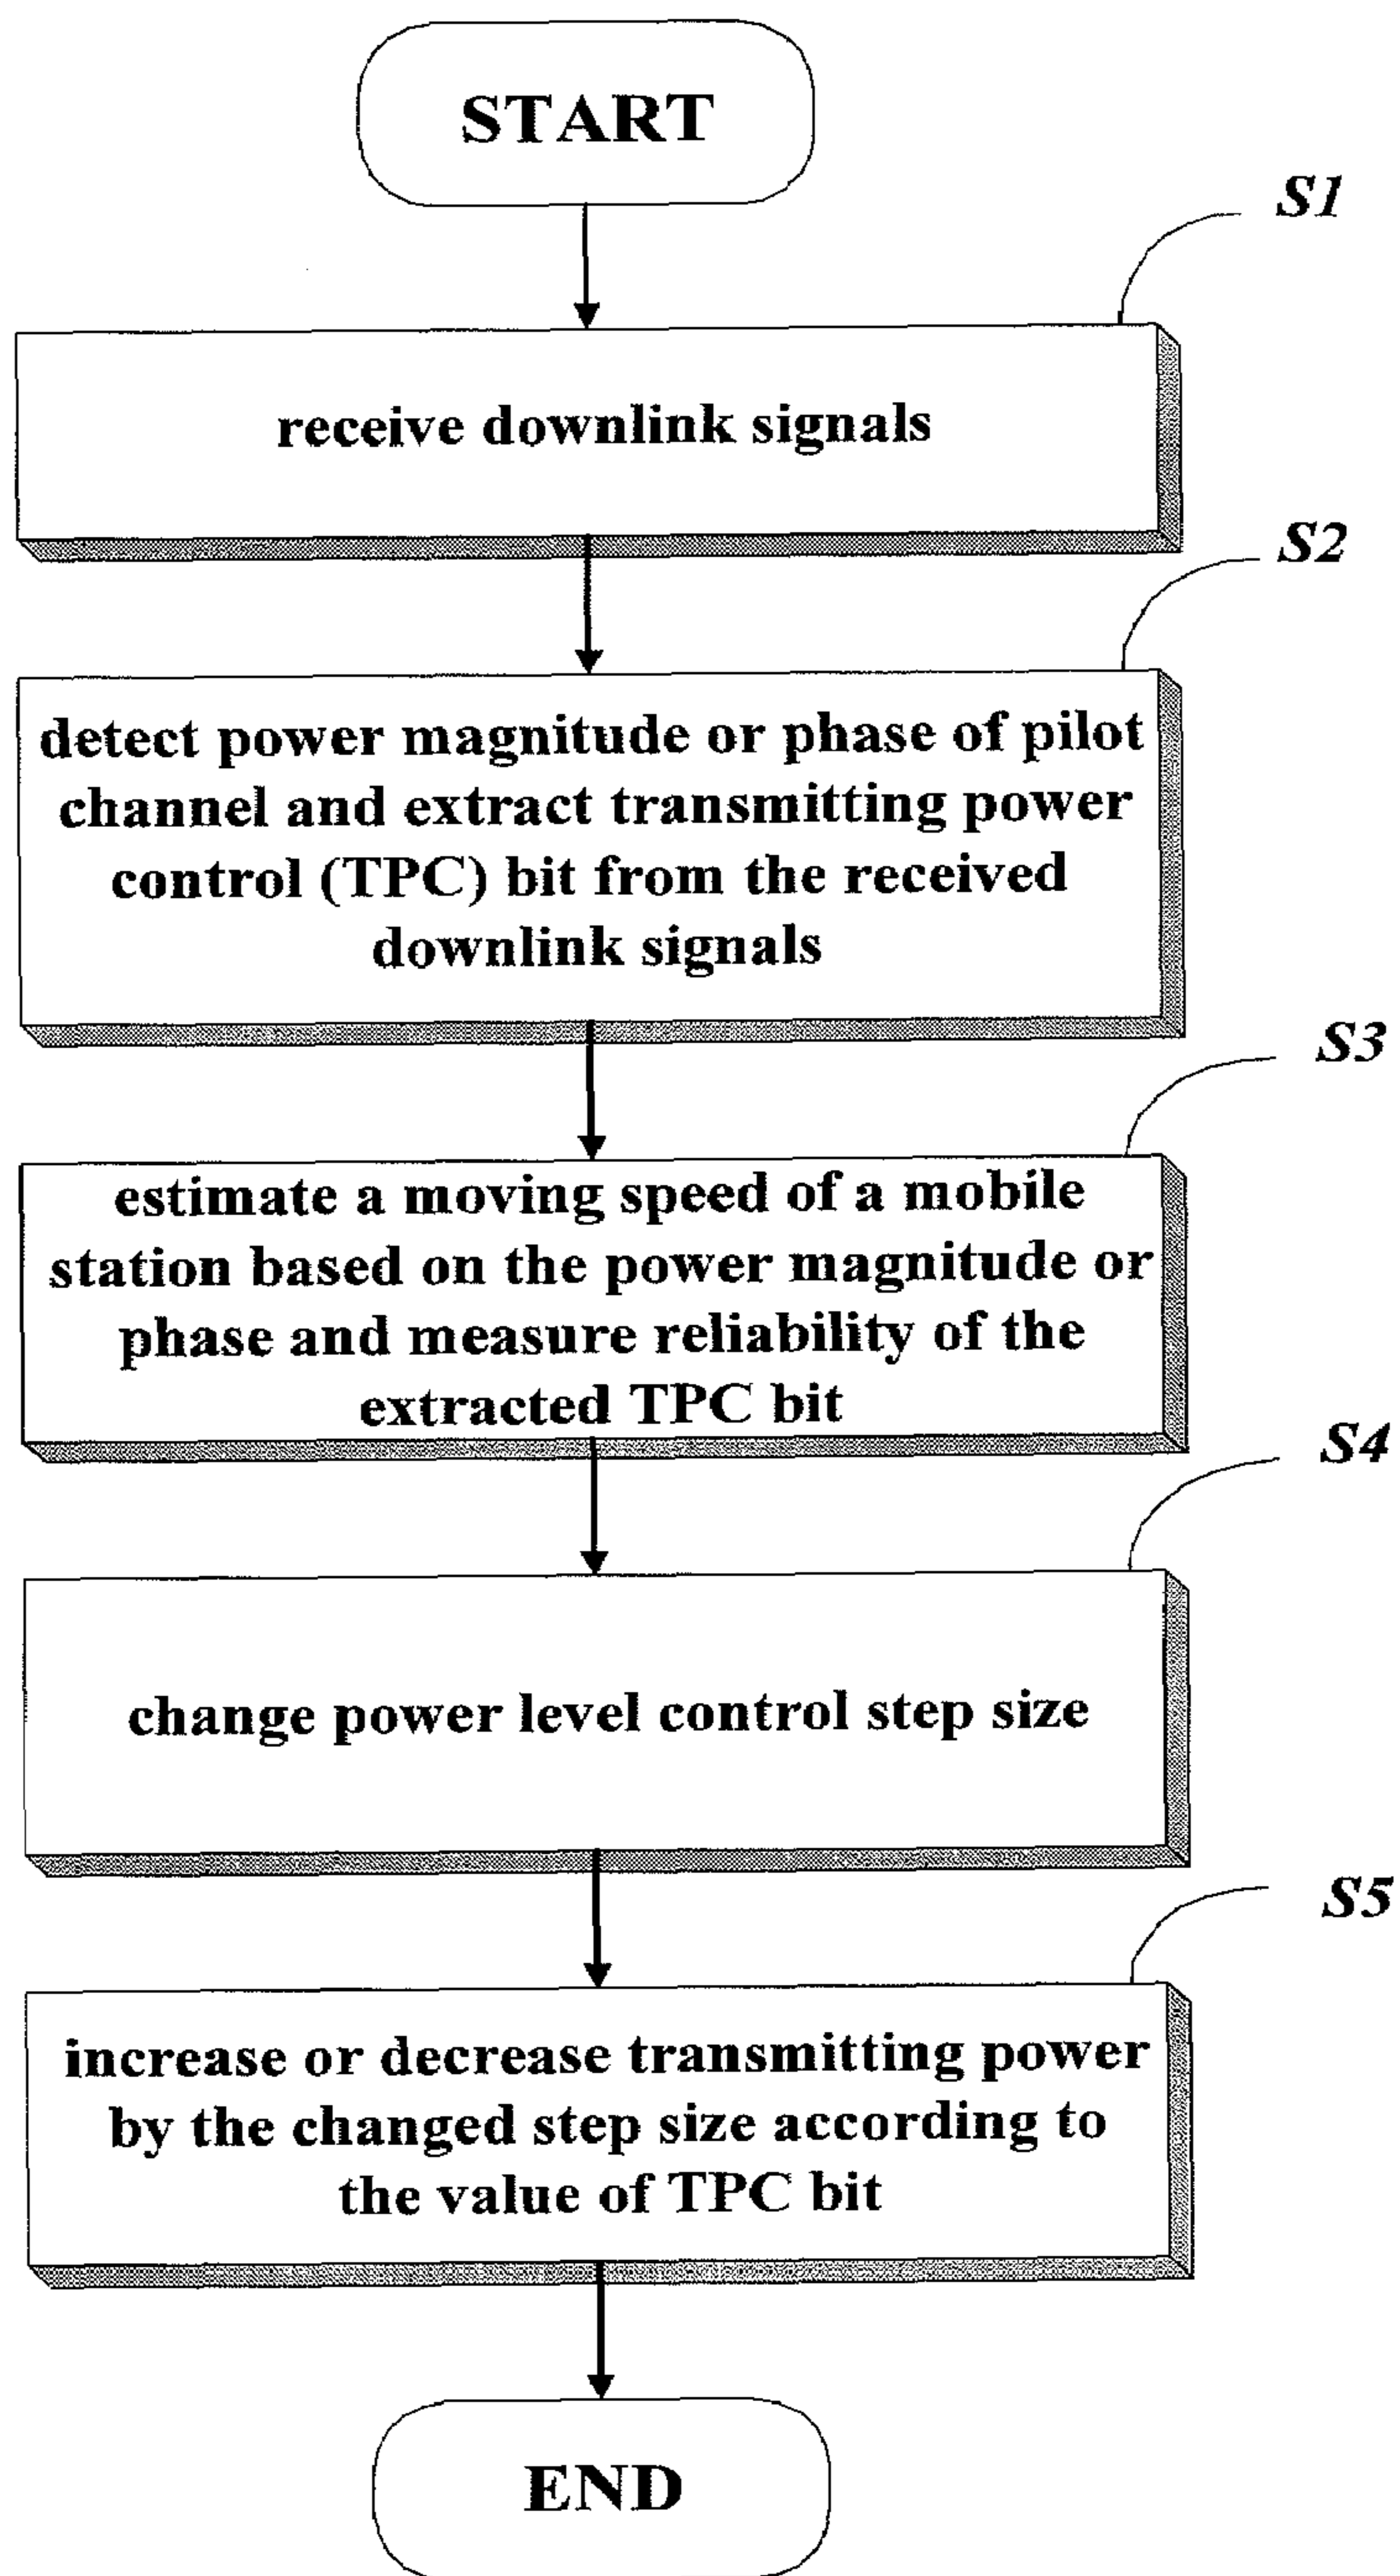 START
S1
receive downlink signals
S2
detect power magnitude or phase of pilot
channel and extract transmitting power
control (TPC) bit from the received
downlink signals
S3
estimate a moving speed of a mobile
station based on the power magnitude or
phase and measure reliability of the
extracted TPC bit
S4
change power level control step size
S5
increase or decrease transmitting power
by the changed step size according to
the value of TPC bit
END